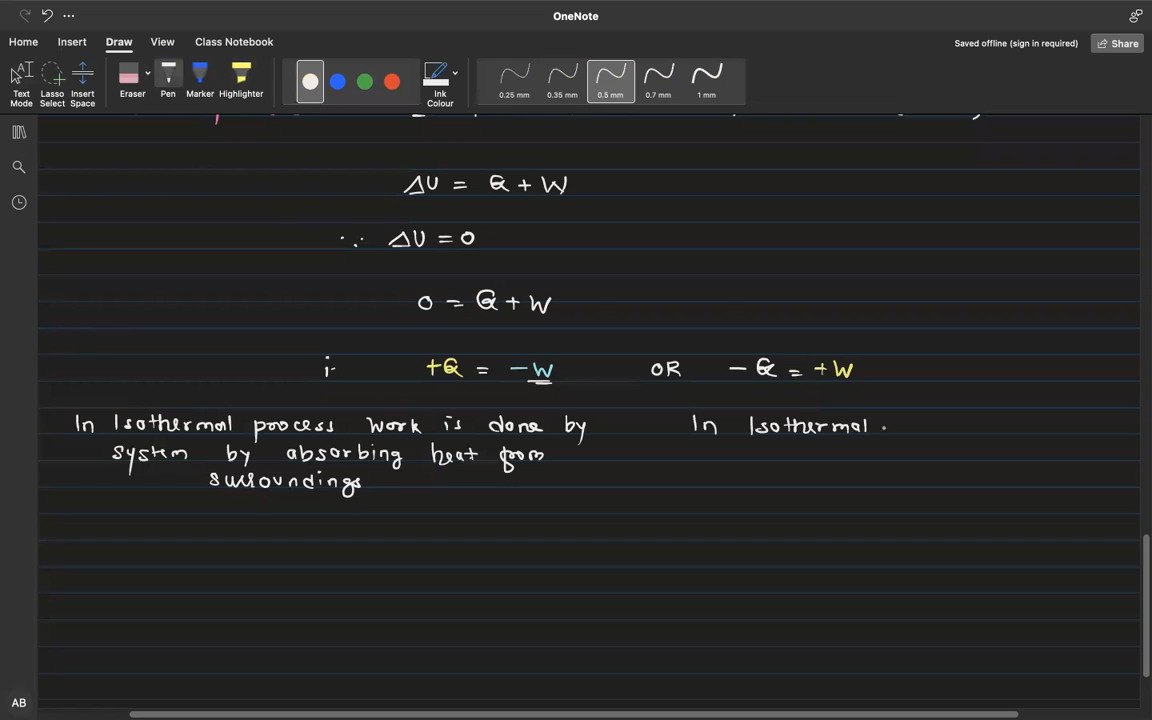 OneNote
Home Insert Draw View Class Notebook
Saved offline (sign in required)
Share
Text Mode
Lasso Select
Insert Space
Eraser
Pen
Marker
Highlighter
Ink Colour
0.25 mm
0.35 mm
0.5 mm
0.7 mm
1 mm
ΔU = Q + W
∵ ΔU = 0
0 = Q + W
+Q = -W OR - Q = +W
In Isothermal process work is done by
system by absorbing heat from
surroundings
In Isothermal
AB